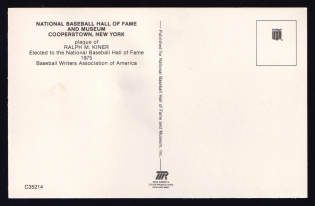 NATIONAL BASEBALL HALL OF FAME
AND MUSEUM
COOPERSTOWN, NEW YORK
plaque of
RALPH M. KINER
Elected to the National Baseball Hall of Fame
1975
Baseball Writers Association of America
Published for National Baseball Hall of Fame and Museum, Inc.
C35214